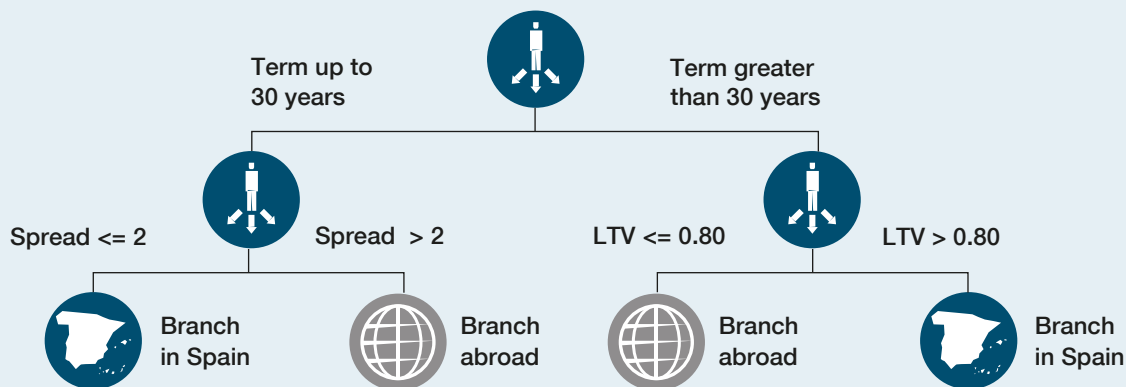 Term up to
30 years
Term greater
than 30 years
Spread <= 2
Spread > 2
LTV <= 0.80
LTV > 0.80
Branch
in Spain
Branch
abroad
Branch
abroad
Branch
in Spain